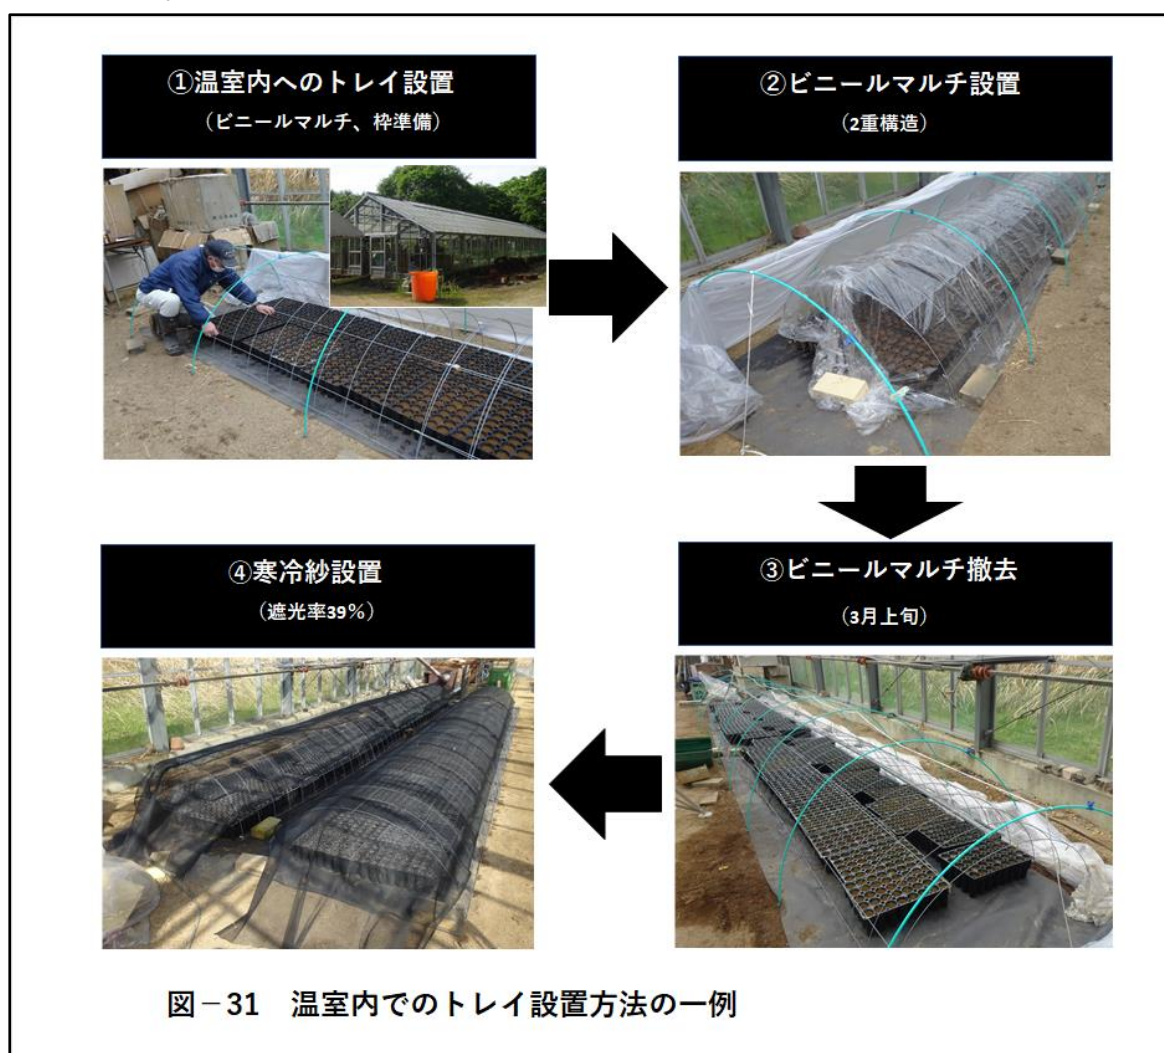 ①温室内へのトレイ設置
（ビニールマルチ、枠準備）
②ビニールマルチ設置
（2重構造）
③ビニールマルチ撤去
（3月上旬）
④寒冷紗設置
（遮光率39％）
図－31　温室内でのトレイ設置方法の一例